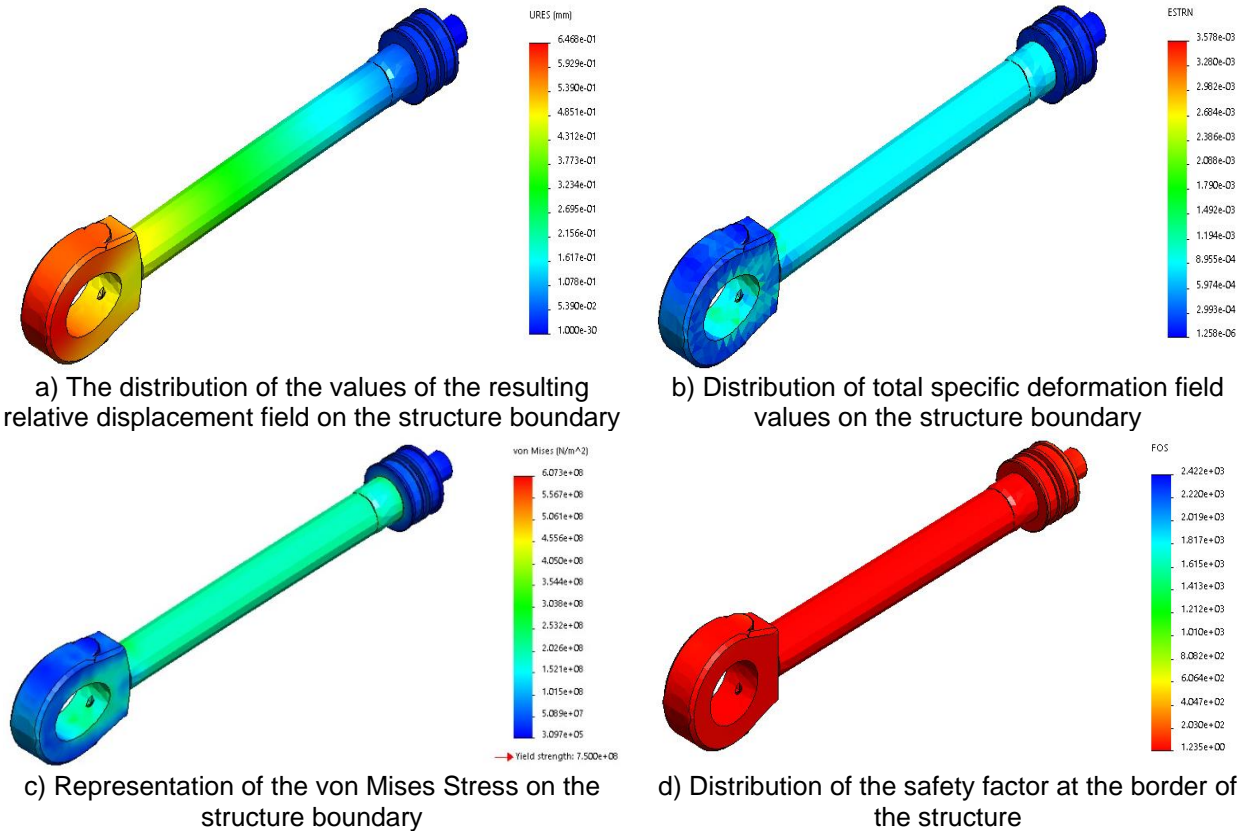 URES (mm)
6.468e-01
5.929e-01
5.390e-01
4.851e-01
4.312e-01
3.773e-01
3.234e-01
2.695e-01
2.156e-01
1.617e-01
1.078e-01
5.390e-02
1.000e-30
ESTRN
3.578e-03
3.280e-03
2.982e-03
2.684e-03
2.386e-03
2.088e-03
1.790e-03
1.492e-03
1.194e-03
8.955e-04
5.974e-04
2.993e-04
1.258e-06
a) The distribution of the values of the resulting
relative displacement field on the structure boundary
b) Distribution of total specific deformation field
values on the structure boundary
von Mises (N/m^2)
6.073e+08
5.567e+08
5.061e+08
4.556e+08
4.050e+08
3.544e+08
3.038e+08
2.532e+08
2.026e+08
1.521e+08
1.015e+08
5.089e+07
3.097e+05
Yield strength: 7.500e+08
FOS
2.422e+03
2.220e+03
2.019e+03
1.817e+03
1.615e+03
1.413e+03
1.212e+03
1.010e+03
8.082e+02
6.064e+02
4.047e+02
2.030e+02
1.235e+00
c) Representation of the von Mises Stress on the
structure boundary
d) Distribution of the safety factor at the border of
the structure